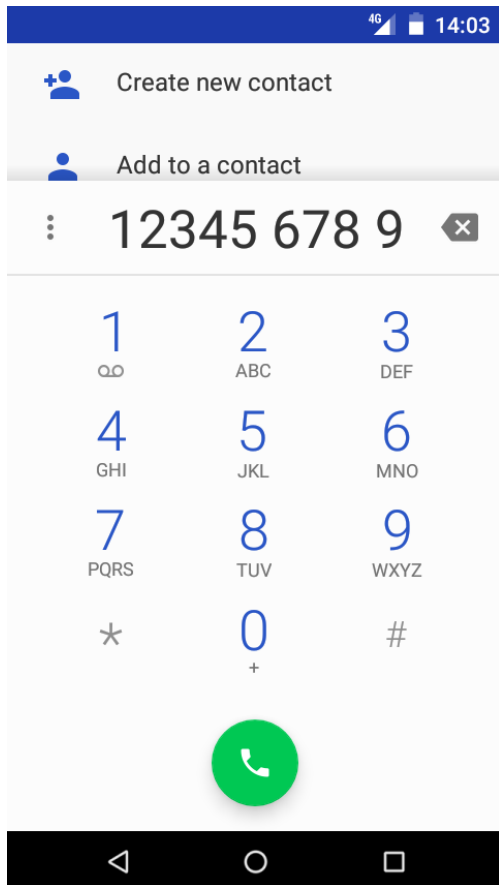 4G 14:03
Create new contact
Add to a contact
12345 678 9
1 2 3
ABC DEF
4 5 6
GHI JKL MNO
7 8 9
PQRS TUV WXYZ
* 0 #
+